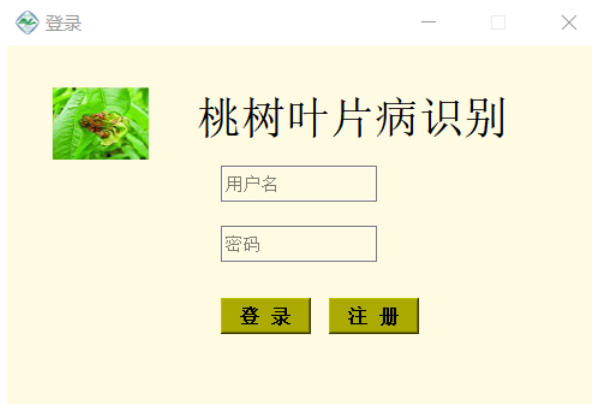 登录
桃树叶片病识别
用户名
密码
登 录 注 册